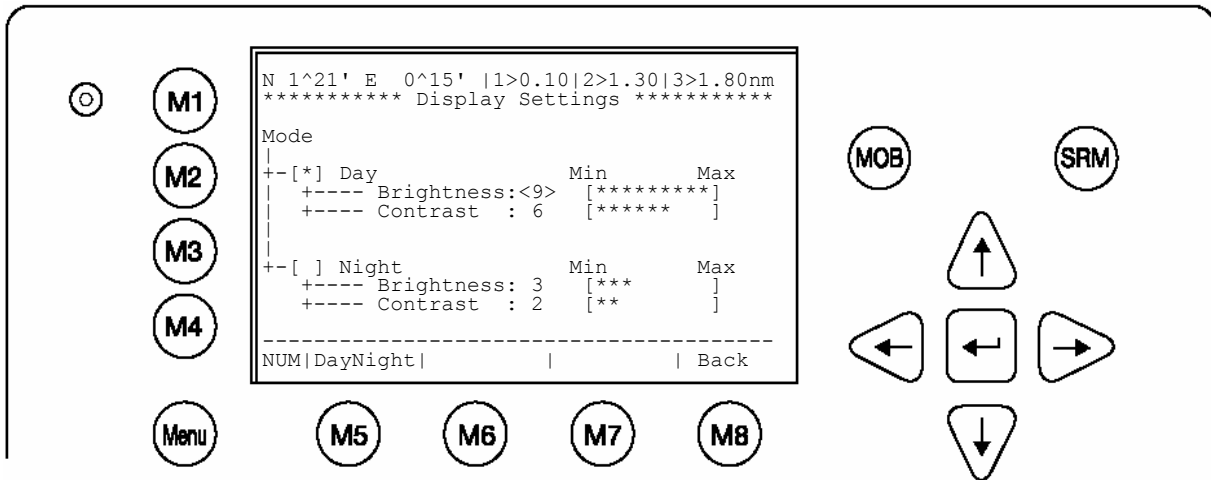 N 1^21' E  0^15' |1>0.10|2>1.30|3>1.80nm
*********** Display Settings ***********
Mode
|
+-[*] Day               Min       Max
|  +---- Brightness:<9>  [*********]
|  +---- Contrast  : 6   [******   ]
|
|
+-[ ] Night             Min       Max
   +---- Brightness: 3   [***      ]
   +---- Contrast  : 2   [**       ]
----------------------------------------
NUM|DayNight|         |         | Back
M1
M2
M3
M4
Menu
M5
M6
M7
M8
MOB
SRM